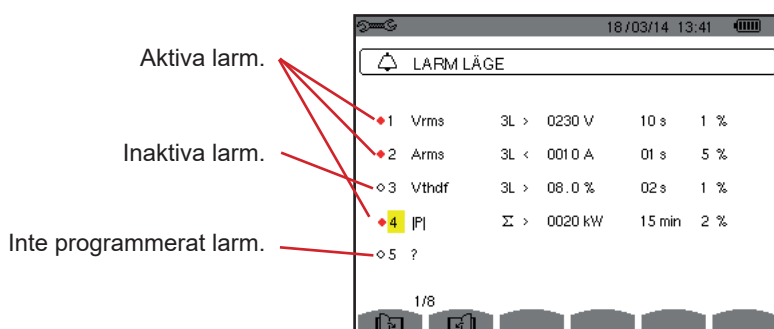 18/03/14 13:41
LARM LÄGE
Aktiva larm.
1 Vrms 3L > 0230 V 10 s 1 %
2 Arms 3L < 0010 A 01 s 5 %
Inaktiva larm.
3 Vthdf 3L > 08.0 % 02 s 1 %
4 |P| Σ > 0020 kW 15 min 2 %
Inte programmerat larm.
5 ?
1/8